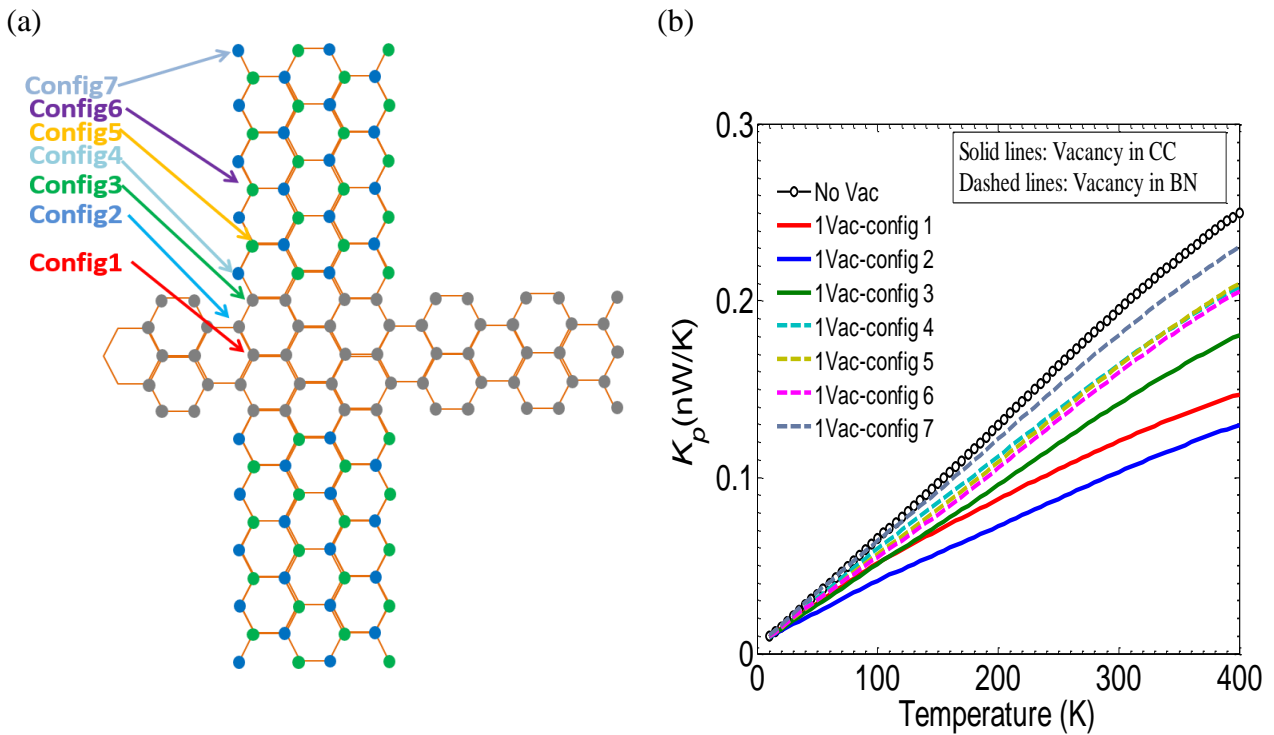 (a)
Config7
Config6
Config5
Config4
Config3
Config2
Config1
(b)
0.3
0.2
0.1
0
Kp(nW/K)
Solid lines: Vacancy in CC
Dashed lines: Vacancy in BN
No Vac
1Vac-config 1
1Vac-config 2
1Vac-config 3
1Vac-config 4
1Vac-config 5
1Vac-config 6
1Vac-config 7
0 100 200 300 400
Temperature (K)